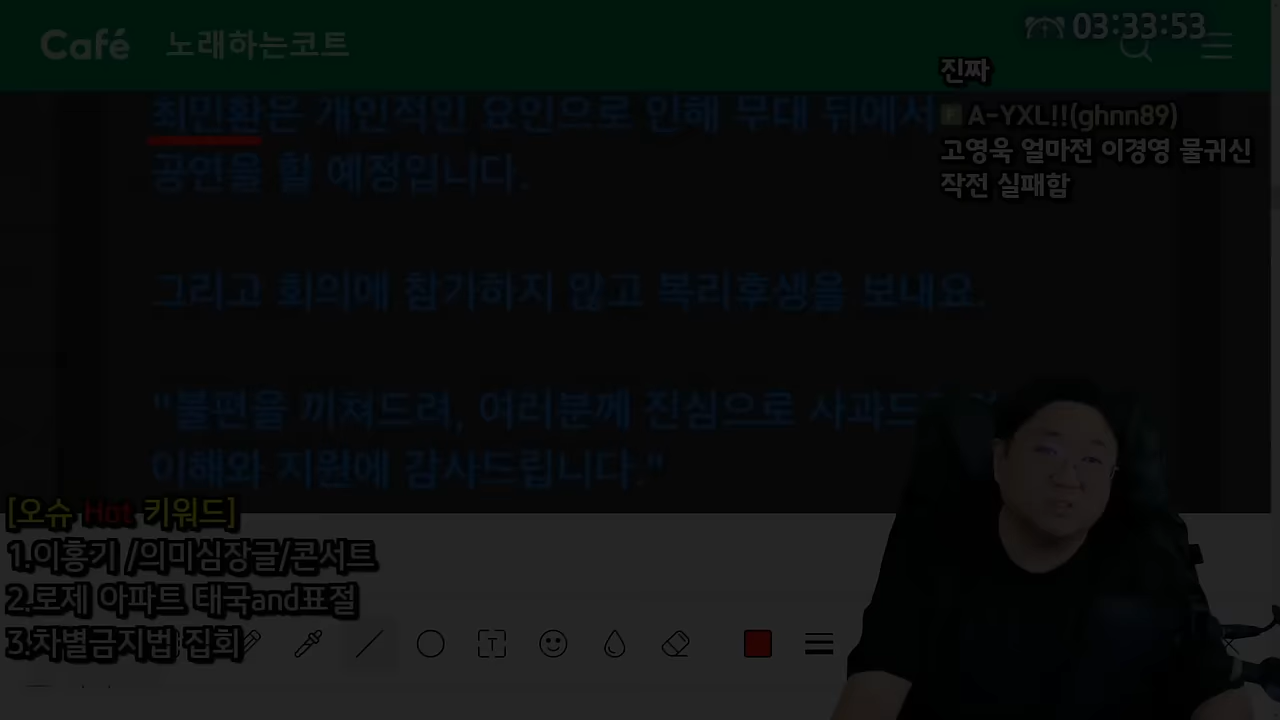 Café 노래하는코트
03:33:53
진짜
A-YXL!!(ghnn89)
고영욱 얼마전 이경영 물귀신
작전 실패함
최민환은 개인적인 요인으로 인해 무대 뒤에서
공연을 할 예정입니다.
그리고 회의에 참가하지 않고 복리후생을 보내요.
"불편을 끼쳐드려, 여러분께 진심으로 사과드
이해와 지원에 감사드립니다."
[오슈 Hot 키워드]
1.이홍기 /의미심장글/콘서트
2.로제 아파트 태국and표절
3.차별금지법 집회